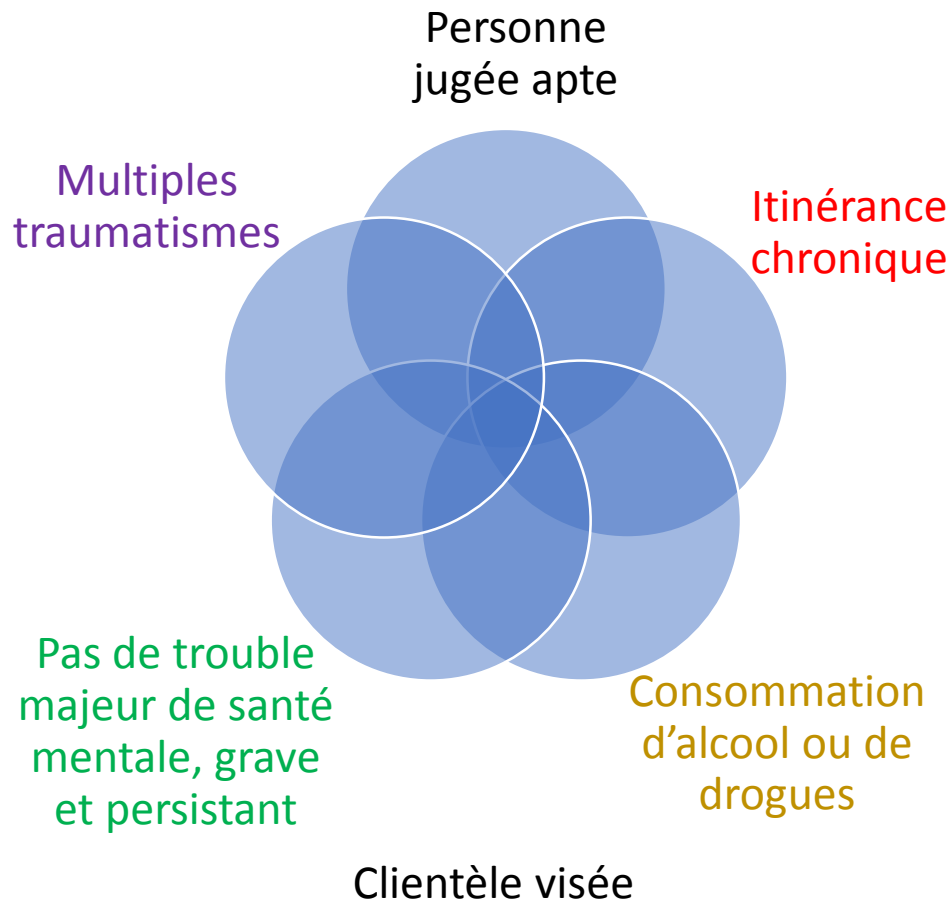 Personne
jugée apte
Multiples
traumatismes
Itinérance
chronique
Pas de trouble
majeur de santé
mentale, grave
et persistant
Consommation
d’alcool ou de
drogues
Clientèle visée